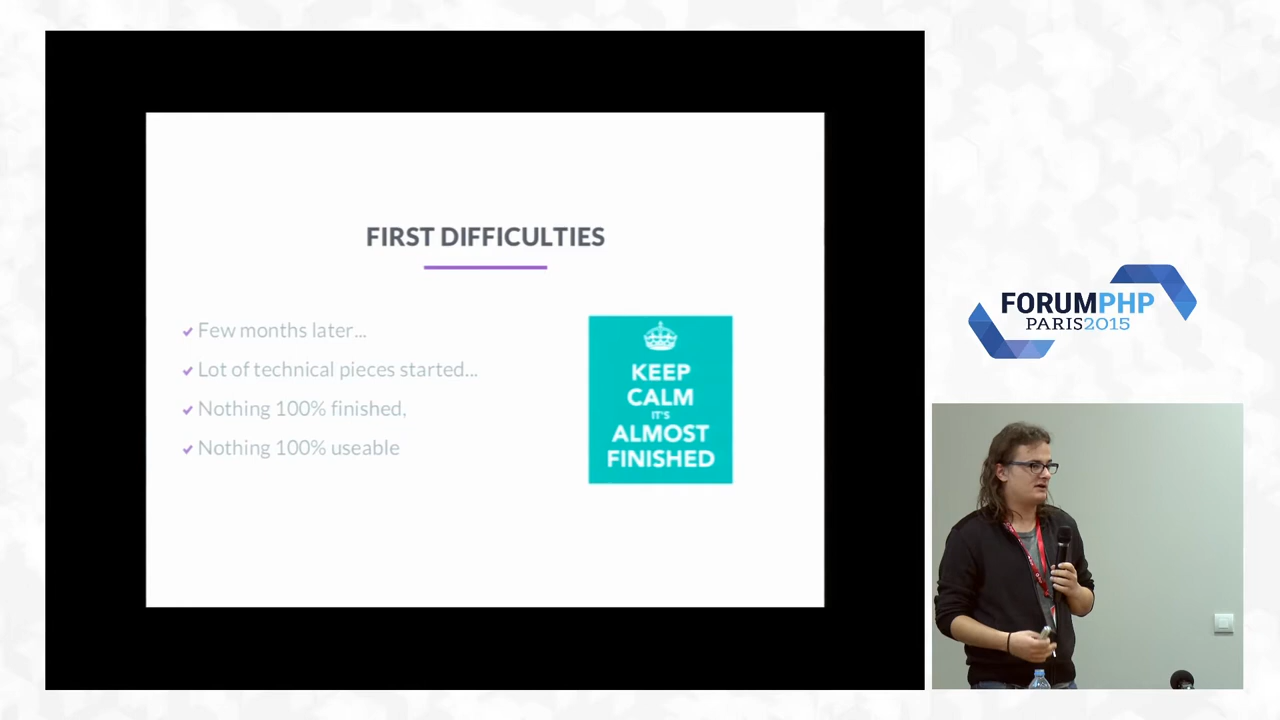 FIRST DIFFICULTIES
Few months later...
Lot of technical pieces started...
Nothing 100% finished,
Nothing 100% useable
KEEP
CALM
IT'S
ALMOST
FINISHED
FORUMPHP
PARIS2015